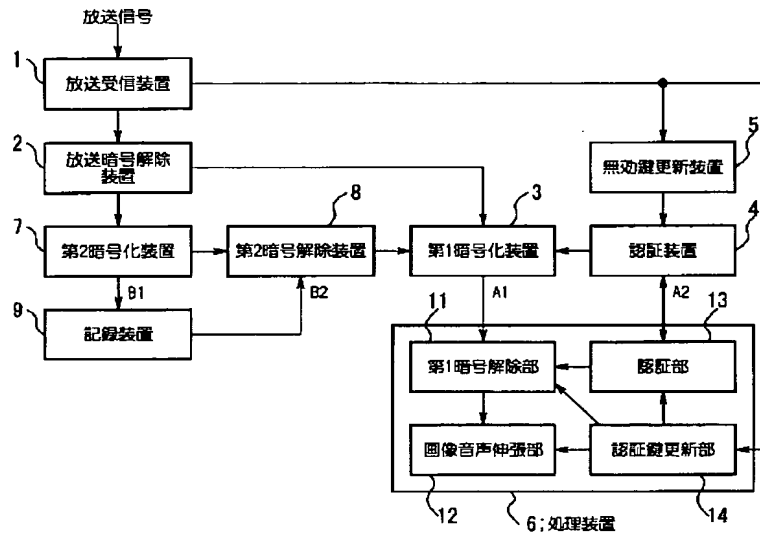 放送信号
1
放送受信装置
2
放送暗号解除
装置
5
無効鍵更新装置
8
3
4
7
第2暗号化装置
第2暗号解除装置
第1暗号化装置
認証装置
B1
B2
A1
A2
9
記録装置
11
13
第1暗号解除部
認証部
画像音声伸張部
認証鍵更新部
12
6;処理装置
14